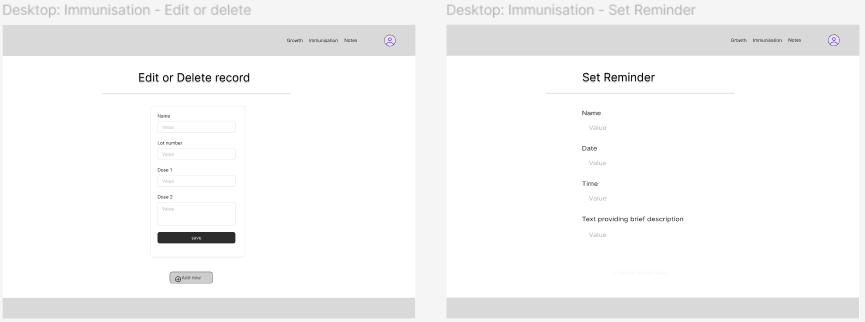 Desktop: Immunisation - Edit or delete
Growth Immunisation Notes
Edit or Delete record
Name
Value
Lot number
Value
Dose 1
Value
Dose 2
Value
save
Add new
Desktop: Immunisation - Set Reminder
Growth Immunisation Notes
Set Reminder
Name
Value
Date
Value
Time
Value
Text providing brief description
Value